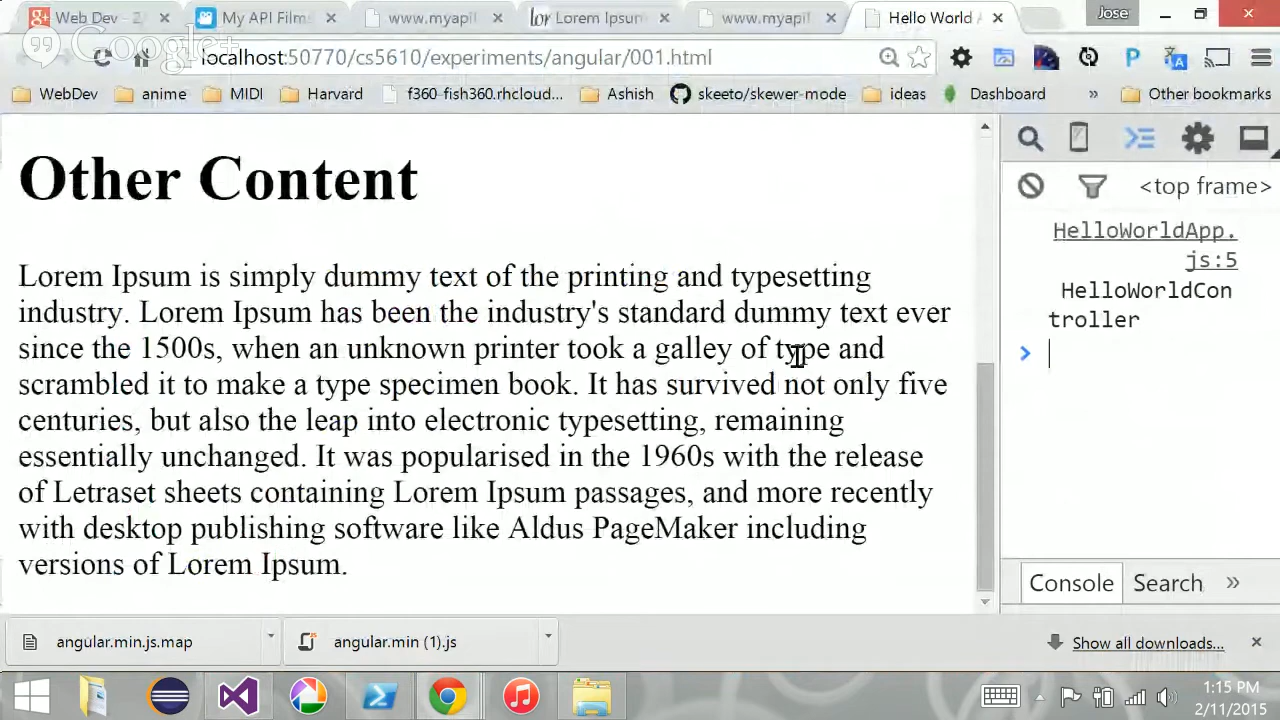 Web Dev - Z
My API Film
www.myapil
Lorem Ipsum
www.myapil
Hello World A
Jose
Google+
localhost:50770/cs5610/experiments/angular/001.html
WebDev
anime
MIDI
Harvard
f360-fish360.rhcloud...
Ashish
skeeto/skewer-mode
ideas
Dashboard
»
Other bookmarks
Other Content
Lorem Ipsum is simply dummy text of the printing and typesetting
industry. Lorem Ipsum has been the industry's standard dummy text ever
since the 1500s, when an unknown printer took a galley of type and
scrambled it to make a type specimen book. It has survived not only five
centuries, but also the leap into electronic typesetting, remaining
essentially unchanged. It was popularised in the 1960s with the release
of Letraset sheets containing Lorem Ipsum passages, and more recently
with desktop publishing software like Aldus PageMaker including
versions of Lorem Ipsum.
<top frame>
HelloWorldApp.
js:5
HelloWorldCon
troller
Console
Search
»
angular.min.js.map
angular.min (1).js
Show all downloads...
1:15 PM
2/11/2015